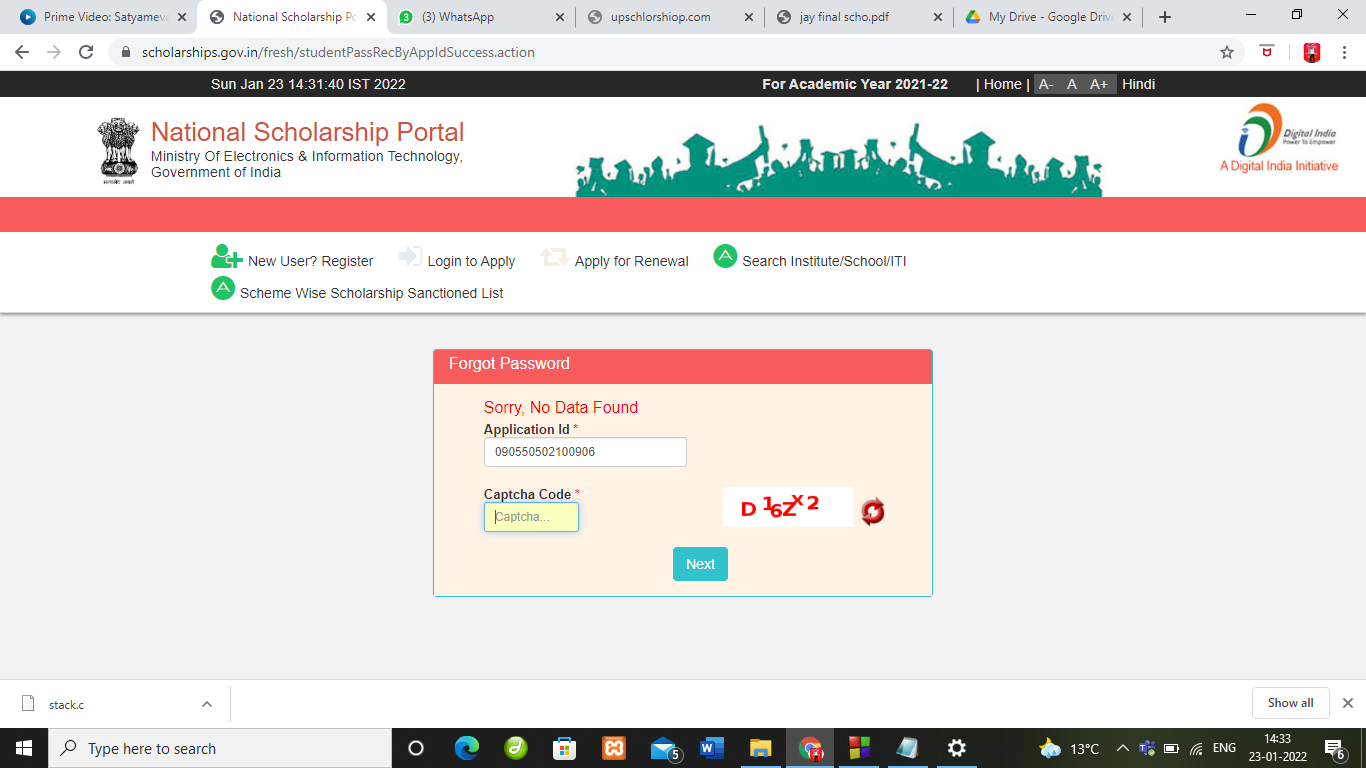 Prime Video: Satyameva
National Scholarship Po
(3) WhatsApp
upschlorshiop.com
jay final scho.pdf
My Drive - Google Drive
scholarships.gov.in/fresh/studentPassRecByAppIdSuccess.action
Sun Jan 23 14:31:40 IST 2022
For Academic Year 2021-22 | Home | A- A A+ Hindi
National Scholarship Portal
Ministry Of Electronics & Information Technology,
Government of India
सत्यमेव जयते
Digital India
Power To Empower
A Digital India Initiative
New User? Register
Login to Apply
Apply for Renewal
Search Institute/School/ITI
Scheme Wise Scholarship Sanctioned List
Forgot Password
Sorry, No Data Found
Application Id *
090550502100906
Captcha Code *
Captcha...
D 16Zx2
Next
stack.c
Show all
Type here to search
5
13°C
ENG
14:33
23-01-2022
6